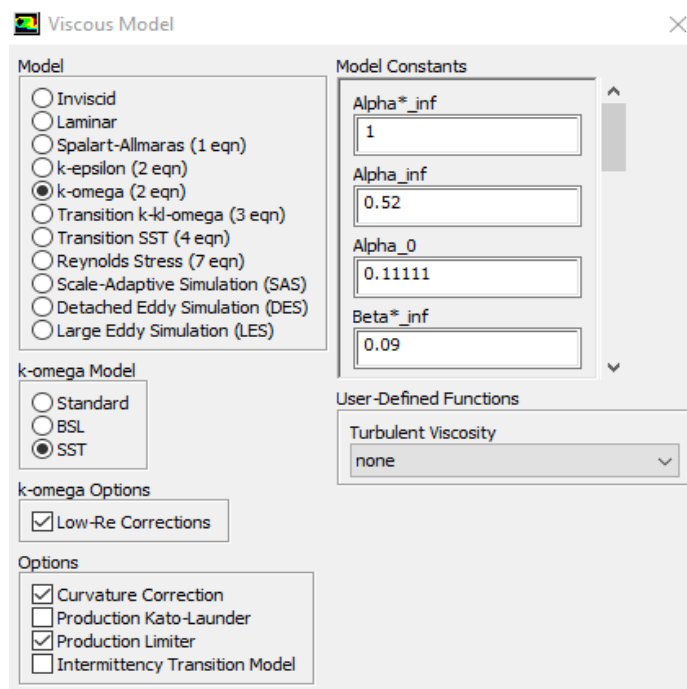 Viscous Model
Model
Inviscid
Laminar
Spalart-Allmaras (1 eqn)
k-epsilon (2 eqn)
k-omega (2 eqn)
Transition k-kl-omega (3 eqn)
Transition SST (4 eqn)
Reynolds Stress (7 eqn)
Scale-Adaptive Simulation (SAS)
Detached Eddy Simulation (DES)
Large Eddy Simulation (LES)
k-omega Model
Standard
BSL
SST
k-omega Options
Low-Re Corrections
Options
Curvature Correction
Production Kato-Launder
Production Limiter
Intermittency Transition Model
Model Constants
Alpha*_inf
1
Alpha_inf
0.52
Alpha_0
0.11111
Beta*_inf
0.09
User-Defined Functions
Turbulent Viscosity
none